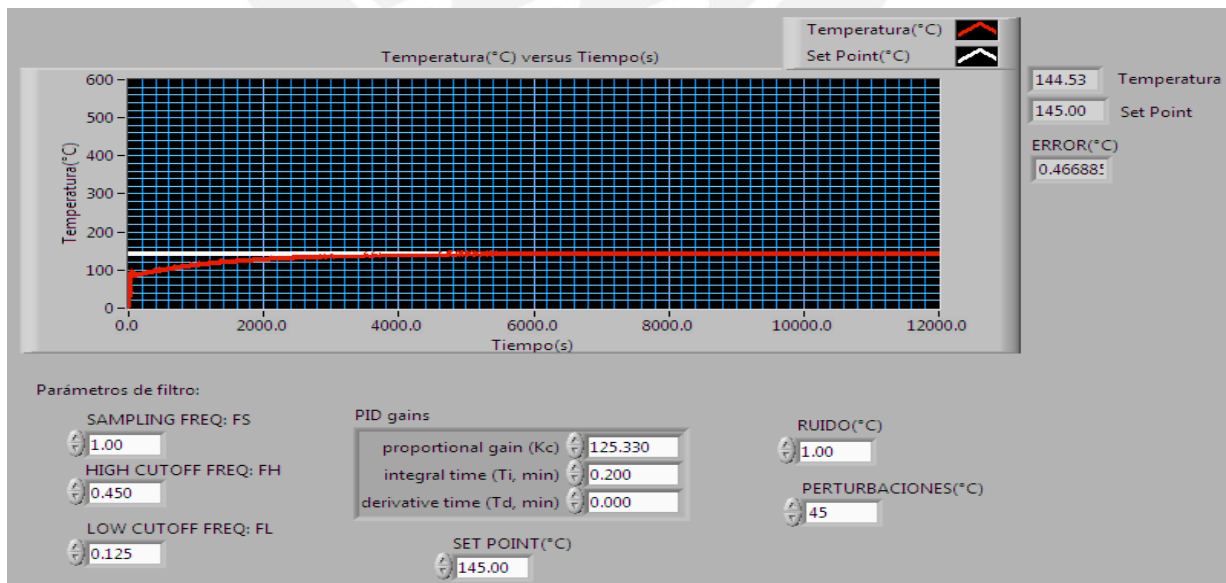 Temperatura(°C)
Set Point(°C)
Temperatura(°C) versus Tiempo(s)
Temperatura(°C)
600
500
400
300
200
100
0
0.0 2000.0 4000.0 6000.0 8000.0 10000.0 12000.0
Tiempo(s)
144.53 Temperatura
145.00 Set Point
ERROR(°C)
0.46688
Parámetros de filtro:
SAMPLING FREQ: FS
1.00
HIGH CUTOFF FREQ: FH
0.450
LOW CUTOFF FREQ: FL
0.125
PID gains
proportional gain (Kc) 125.330
integral time (Ti, min) 0.200
derivative time (Td, min) 0.000
SET POINT(°C)
145.00
RUIDO(°C)
1.00
PERTURBACIONES(°C)
45